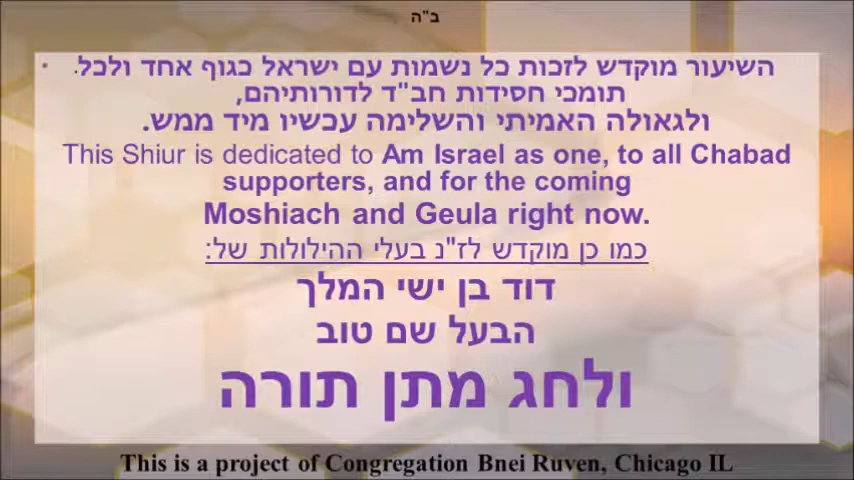 ב"ה
השיעור מוקדש לזכות כל נשמות עם ישראל כגוף אחד ולכל
תומכי חסידות חב"ד לדורותיהם,
ולגאולה האמיתי והשלימה עכשיו מיד ממש.
This Shiur is dedicated to Am Israel as one, to all Chabad
supporters, and for the coming
Moshiach and Geula right now.
כמו כן מוקדש לז"נ בעלי ההילולות של:
דוד בן ישי המלך
הבעל שם טוב
ולחג מתן תורה
This is a project of Congregation Bnei Ruven, Chicago IL